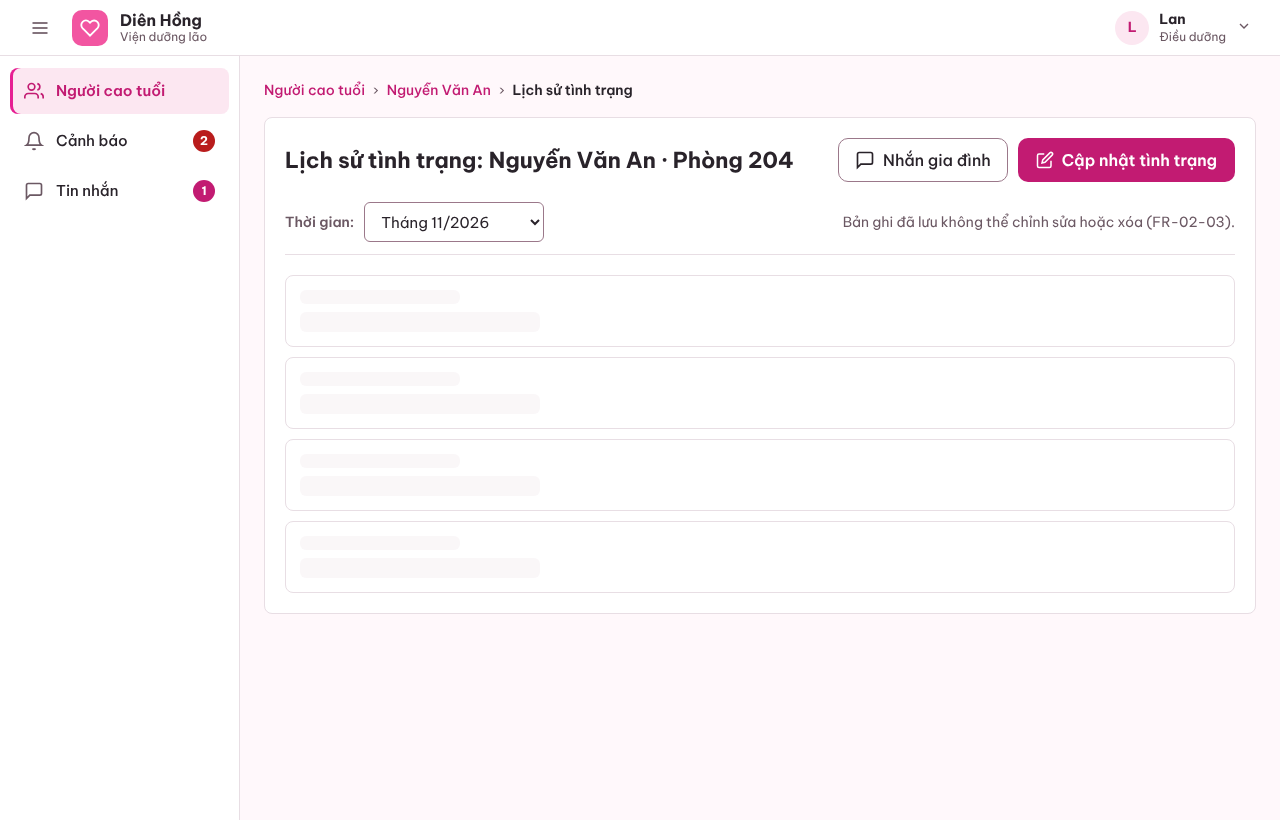 Diên Hồng
Viện dưỡng lão
L
Lan
Điều dưỡng
Người cao tuổi
Cảnh báo 2
Tin nhắn 1
Người cao tuổi › Nguyễn Văn An › Lịch sử tình trạng
Lịch sử tình trạng: Nguyễn Văn An · Phòng 204
Nhắn gia đình
Cập nhật tình trạng
Thời gian: Tháng 11/2026
Bản ghi đã lưu không thể chỉnh sửa hoặc xóa (FR-02-03).